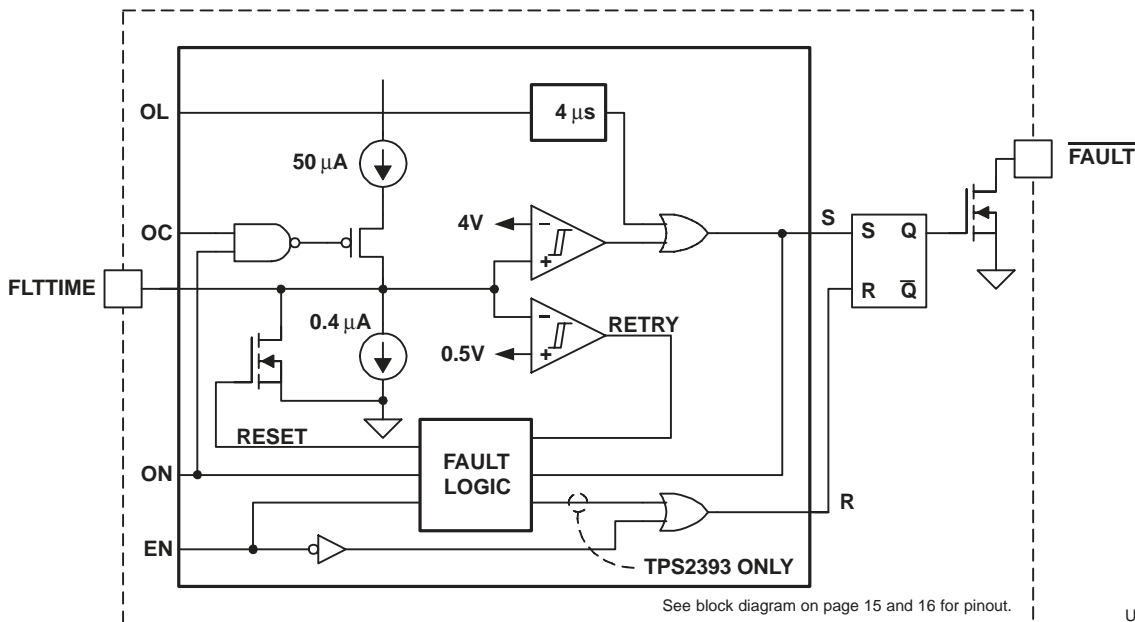 OL
4 μs
50 μA
FAULT
4V
−
+
S
OC
S Q
FLTTIME
R Q
RETRY
−
0.4 μA
0.5V
+
RESET
FAULT
LOGIC
ON
R
EN
TPS2393 ONLY
See block diagram on page 15 and 16 for pinout.
U